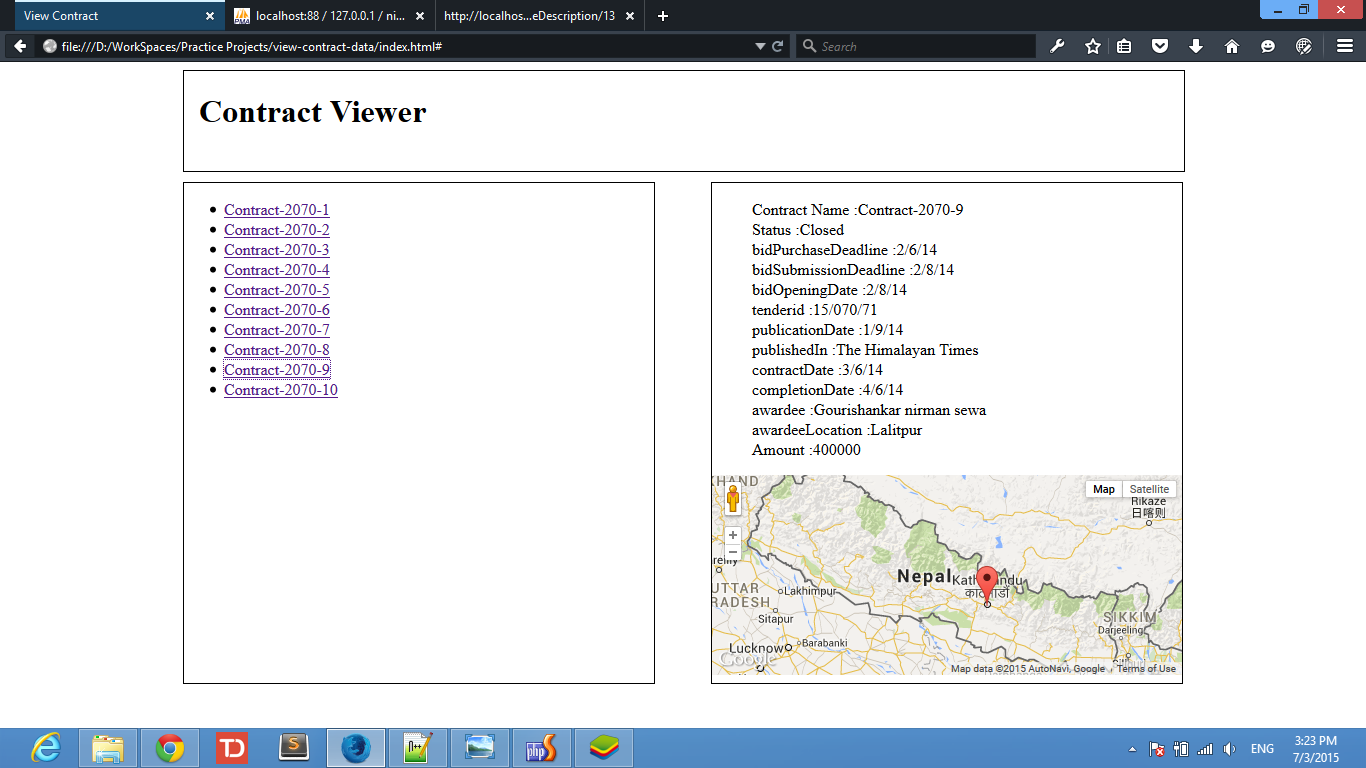 View Contract
localhost:88 / 127.0.0.1 / ni...
http://localhos...eDescription/13
file:///D:/WorkSpaces/Practice Projects/view-contract-data/index.html#
Search
Contract Viewer
Contract-2070-1
Contract-2070-2
Contract-2070-3
Contract-2070-4
Contract-2070-5
Contract-2070-6
Contract-2070-7
Contract-2070-8
Contract-2070-9
Contract-2070-10
Contract Name :Contract-2070-9
Status :Closed
bidPurchaseDeadline :2/6/14
bidSubmissionDeadline :2/8/14
bidOpeningDate :2/8/14
tenderid :15/070/71
publicationDate :1/9/14
publishedIn :The Himalayan Times
contractDate :3/6/14
completionDate :4/6/14
awardee :Gourishankar nirman sewa
awardeeLocation :Lalitpur
Amount :400000
Map Satellite
Rikaze
日喀则
Nepal
Lakhimpur
Sitapur
SIKKIM
Darjeeling
Barabanki
Lucknow
Google
Map data ©2015 AutoNavi, Google
Terms of Use
ENG
3:23 PM
7/3/2015